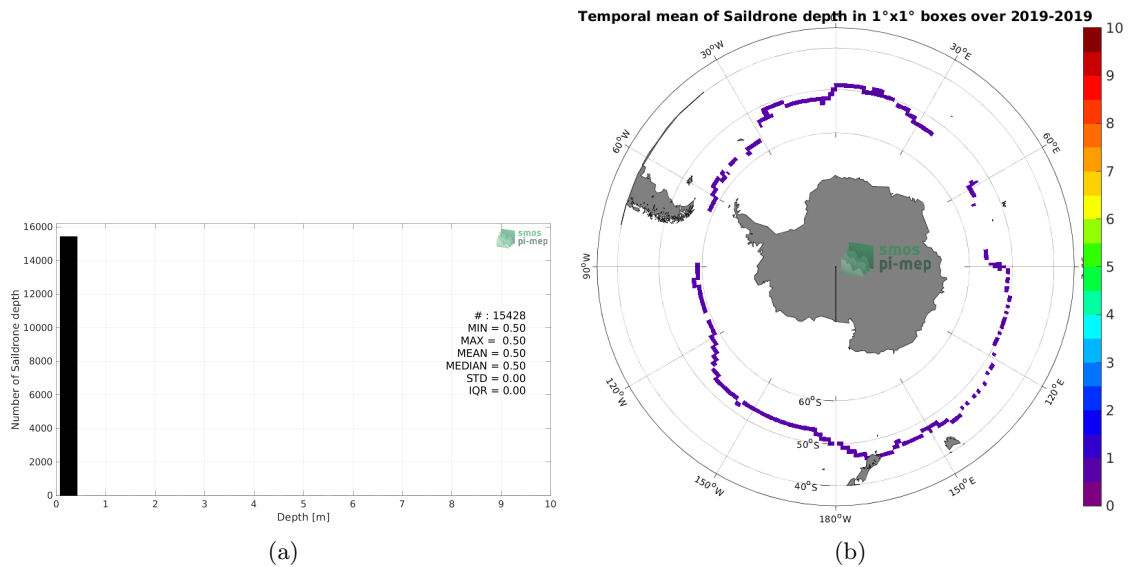 Temporal mean of Saildrone depth in 1°x1° boxes over 2019-2019
Number of Saildrone depth
16000
14000
12000
10000
8000
6000
4000
2000
0
smos
pi-mep
# : 15428
MIN = 0.50
MAX = 0.50
MEAN = 0.50
MEDIAN = 0.50
STD = 0.00
IQR = 0.00
0 1 2 3 4 5 6 7 8 9 10
Depth [m]
(a)
30°W
30°E
60°W
60°E
90°W
smos
pi-mep
120°W
120°E
60°S
50°S
40°S
150°W
150°E
180°W
10
9
8
7
6
5
4
3
2
1
0
(b)